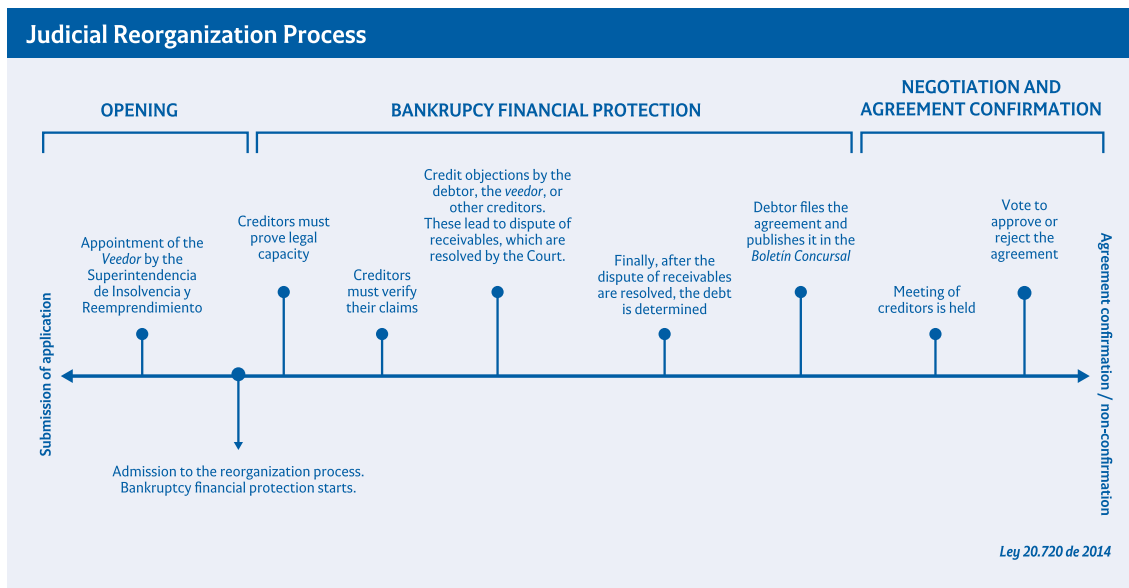 Judicial Reorganization Process
OPENING
BANKRUPCY FINANCIAL PROTECTION
NEGOTIATION AND
AGREEMENT CONFIRMATION
Submission of application
Appointment of the
Veedor by the
Superintendencia
de Insolvencia y
Reemprendimiento
Admission to the reorganization process.
Bankruptcy financial protection starts.
Creditors must
prove legal
capacity
Creditors
must verify
their claims
Credit objections by the
debtor, the veedor, or
other creditors.
These lead to dispute of
receivables, which are
resolved by the Court.
Finally, after the
dispute of receivables
are resolved, the debt
is determined
Debtor files the
agreement and
publishes it in the
Boletín Concursal
Meeting of
creditors is held
Vote to
approve or
reject the
agreement
Agreement confirmation / non-confirmation
Ley 20.720 de 2014